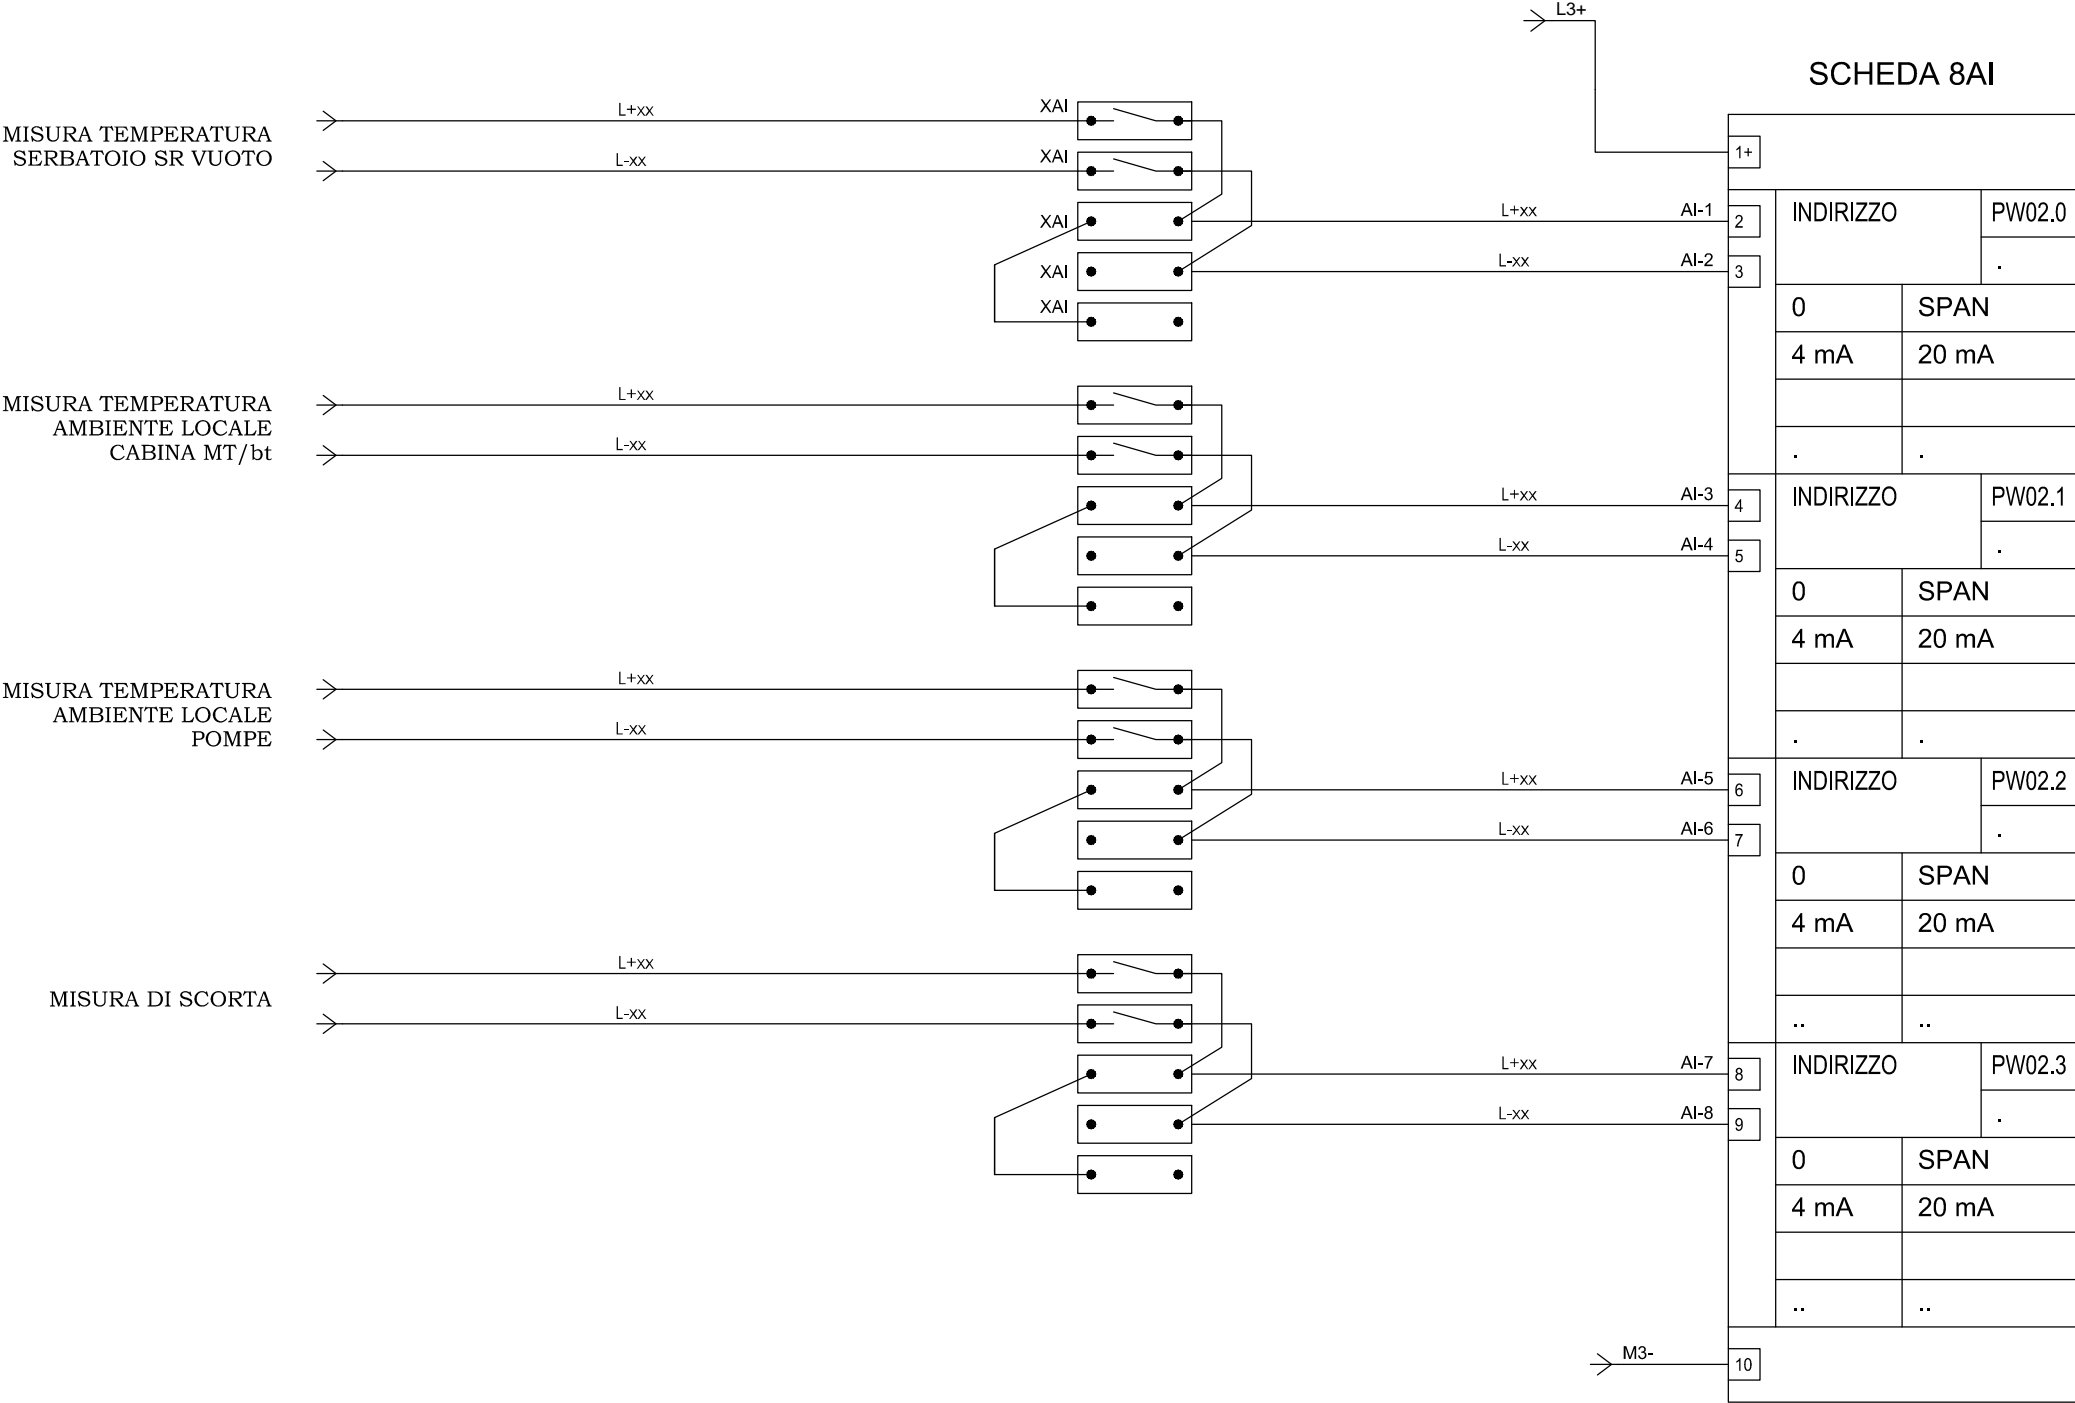 L3+
SCHEDA 8AI
1+
MISURA TEMPERATURA
SERBATOIO SR VUOTO
L+xx
XAI
L-xx
XAI
XAI
L+xx
AI-1
2
INDIRIZZO
PW02.0
XAI
L-xx
AI-2
3
.
XAI
0
SPAN
4 mA
20 mA
.
.
MISURA TEMPERATURA
AMBIENTE LOCALE
CABINA MT/bt
L+xx
L-xx
L+xx
AI-3
4
INDIRIZZO
PW02.1
L-xx
AI-4
5
.
0
SPAN
4 mA
20 mA
.
.
MISURA TEMPERATURA
AMBIENTE LOCALE
POMPE
L+xx
L-xx
L+xx
AI-5
6
INDIRIZZO
PW02.2
L-xx
AI-6
7
.
0
SPAN
4 mA
20 mA
..
..
MISURA DI SCORTA
L+xx
L-xx
L+xx
AI-7
8
INDIRIZZO
PW02.3
L-xx
AI-8
9
.
0
SPAN
4 mA
20 mA
..
..
M3-
10